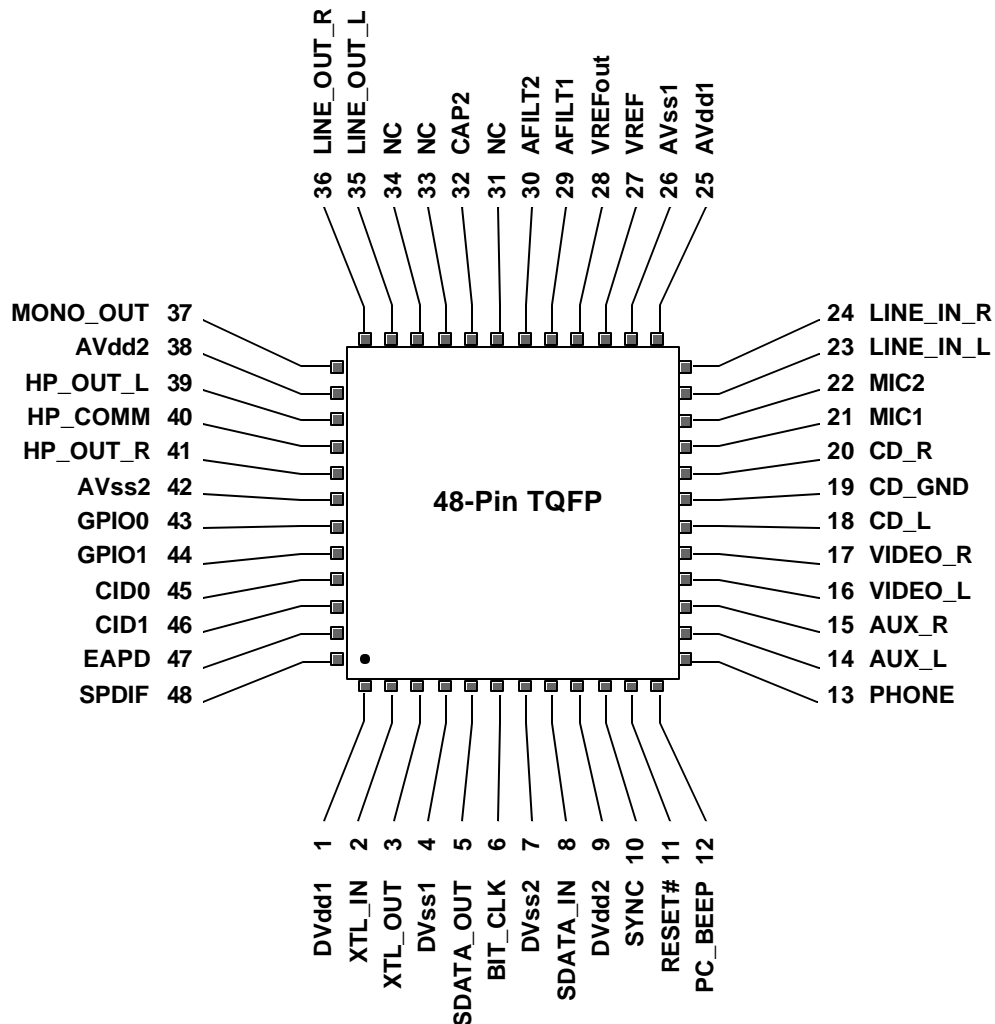 36 LINE_OUT_R
35 LINE_OUT_L
34 NC
33 NC
32 CAP2
31 NC
30 AFILT2
29 AFILT1
28 VREFout
27 VREF
26 AVss1
25 AVdd1
MONO_OUT 37
AVdd2 38
HP_OUT_L 39
HP_COMM 40
HP_OUT_R 41
AVss2 42
GPIO0 43
GPIO1 44
CID0 45
CID1 46
EAPD 47
SPDIF 48
48-Pin TQFP
24 LINE_IN_R
23 LINE_IN_L
22 MIC2
21 MIC1
20 CD_R
19 CD_GND
18 CD_L
17 VIDEO_R
16 VIDEO_L
15 AUX_R
14 AUX_L
13 PHONE
DVdd1 1
XTL_IN 2
XTL_OUT 3
DVss1 4
SDATA_OUT 5
BIT_CLK 6
DVss2 7
SDATA_IN 8
DVdd2 9
SYNC 10
RESET# 11
PC_BEEP 12